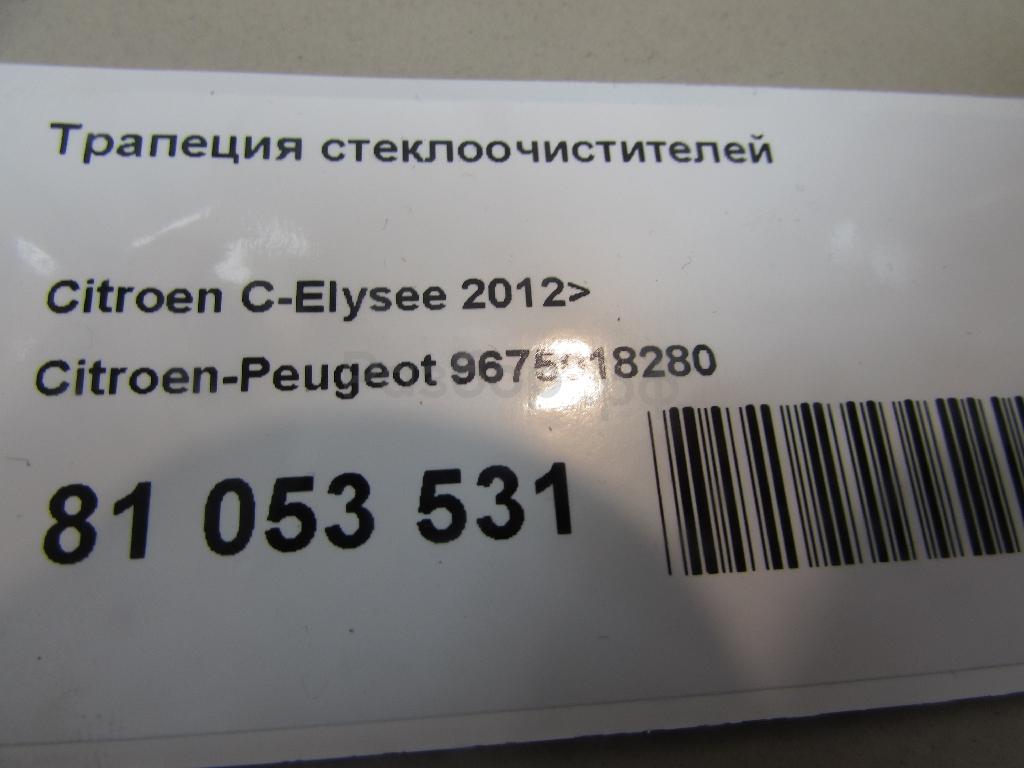 Трапеция стеклоочистителей
Citroen C-Elysee 2012>
Citroen-Peugeot
81 053 531